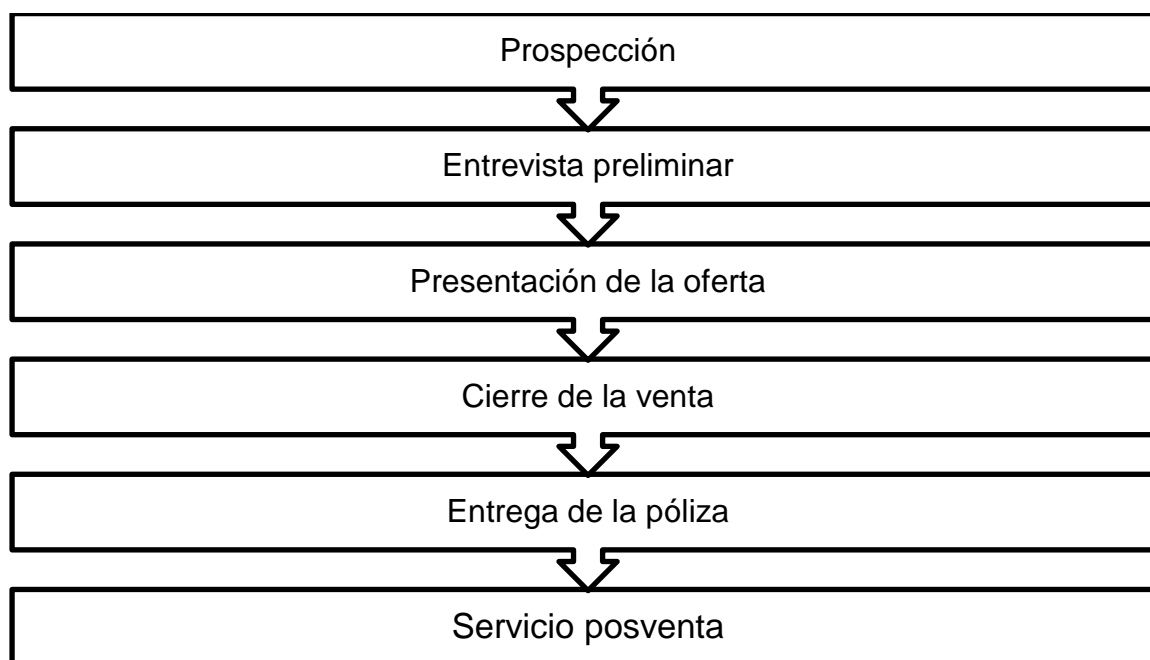 Prospección
Entrevista preliminar
Presentación de la oferta
Cierre de la venta
Entrega de la póliza
Servicio posventa